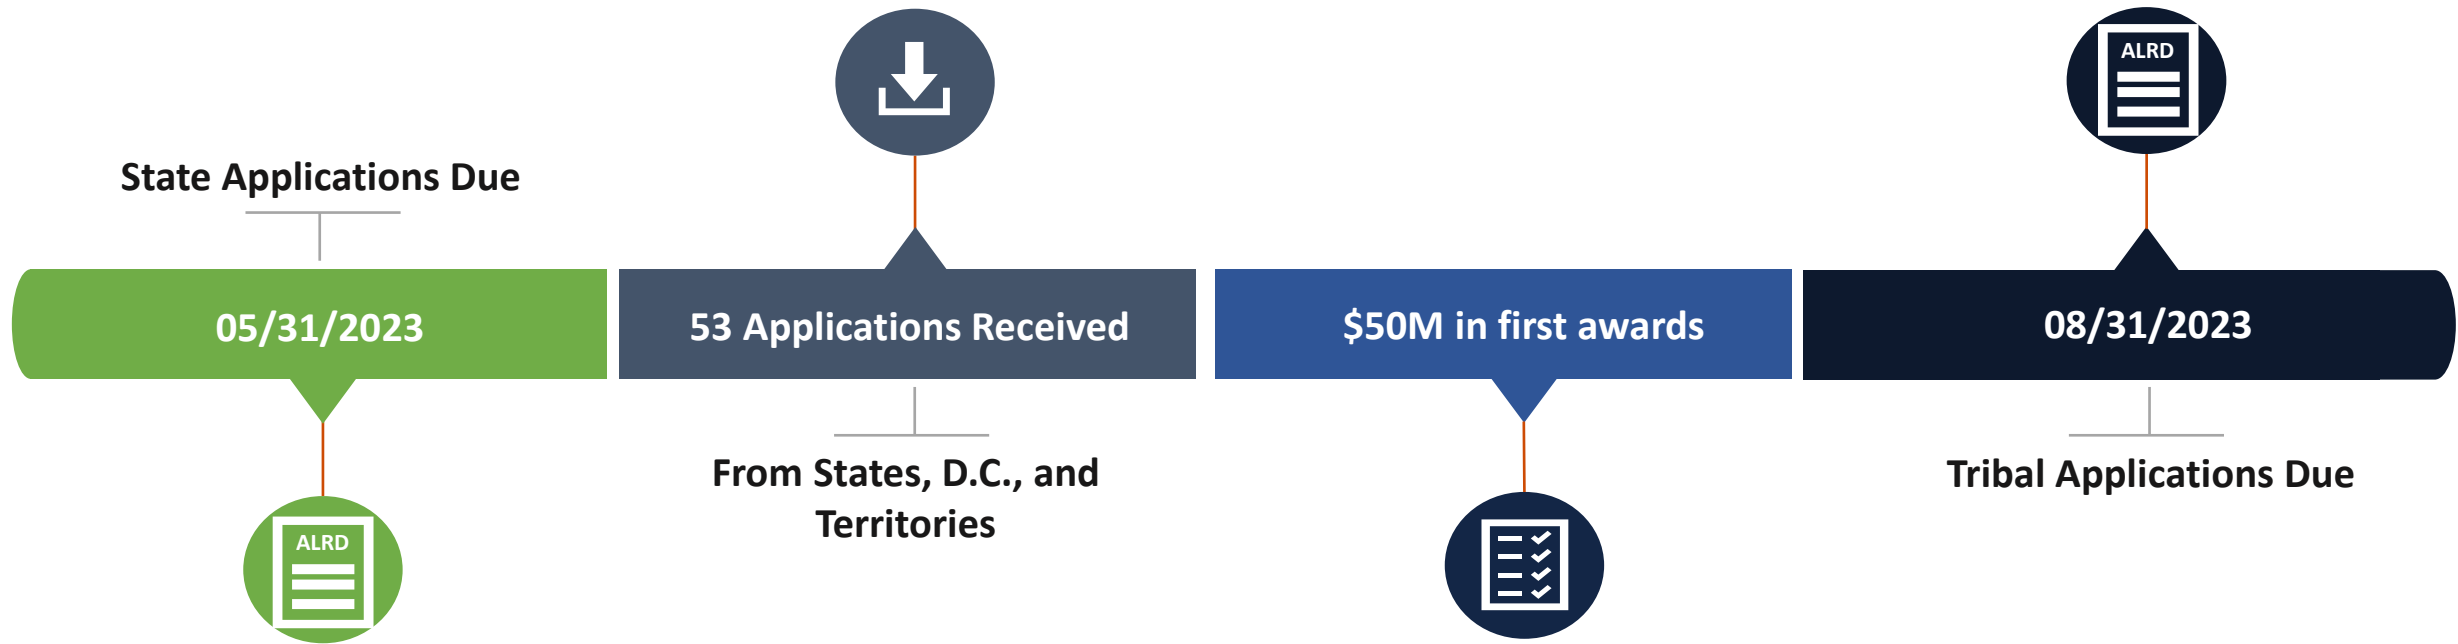 State Applications Due
05/31/2023
ALRD
53 Applications Received
From States, D.C., and
Territories
$50M in first awards
ALRD
08/31/2023
Tribal Applications Due